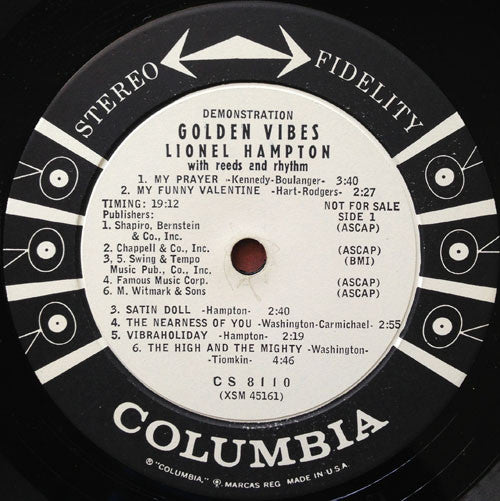 STEREO FIDELITY
DEMONSTRATION
GOLDEN VIBES
LIONEL HAMPTON
with reeds and rhythm
1. MY PRAYER -Kennedy-Boulanger- 3:40
2. MY FUNNY VALENTINE -Hart-Rodgers- 2:27
TIMING: 19:12 NOT FOR SALE
Publishers: SIDE 1
1. Shapiro, Bernstein (ASCAP)
& Co., Inc.
2. Chappell & Co., Inc. (ASCAP)
3, 5. Swing & Tempo (BMI)
Music Pub., Co., Inc.
4. Famous Music Corp. (ASCAP)
6. M. Witmark & Sons (ASCAP)
3. SATIN DOLL -Hampton- 2:40
4. THE NEARNESS OF YOU -Washington-Carmichael- 2:55
5. VIBRAHOLIDAY -Hampton- 2:19
6. THE HIGH AND THE MIGHTY -Washington-
-Tiomkin- 4:46
CS 8110
(XSM 45161)
COLUMBIA
® "COLUMBIA," ®. MARCAS REG. MADE IN U.S.A.